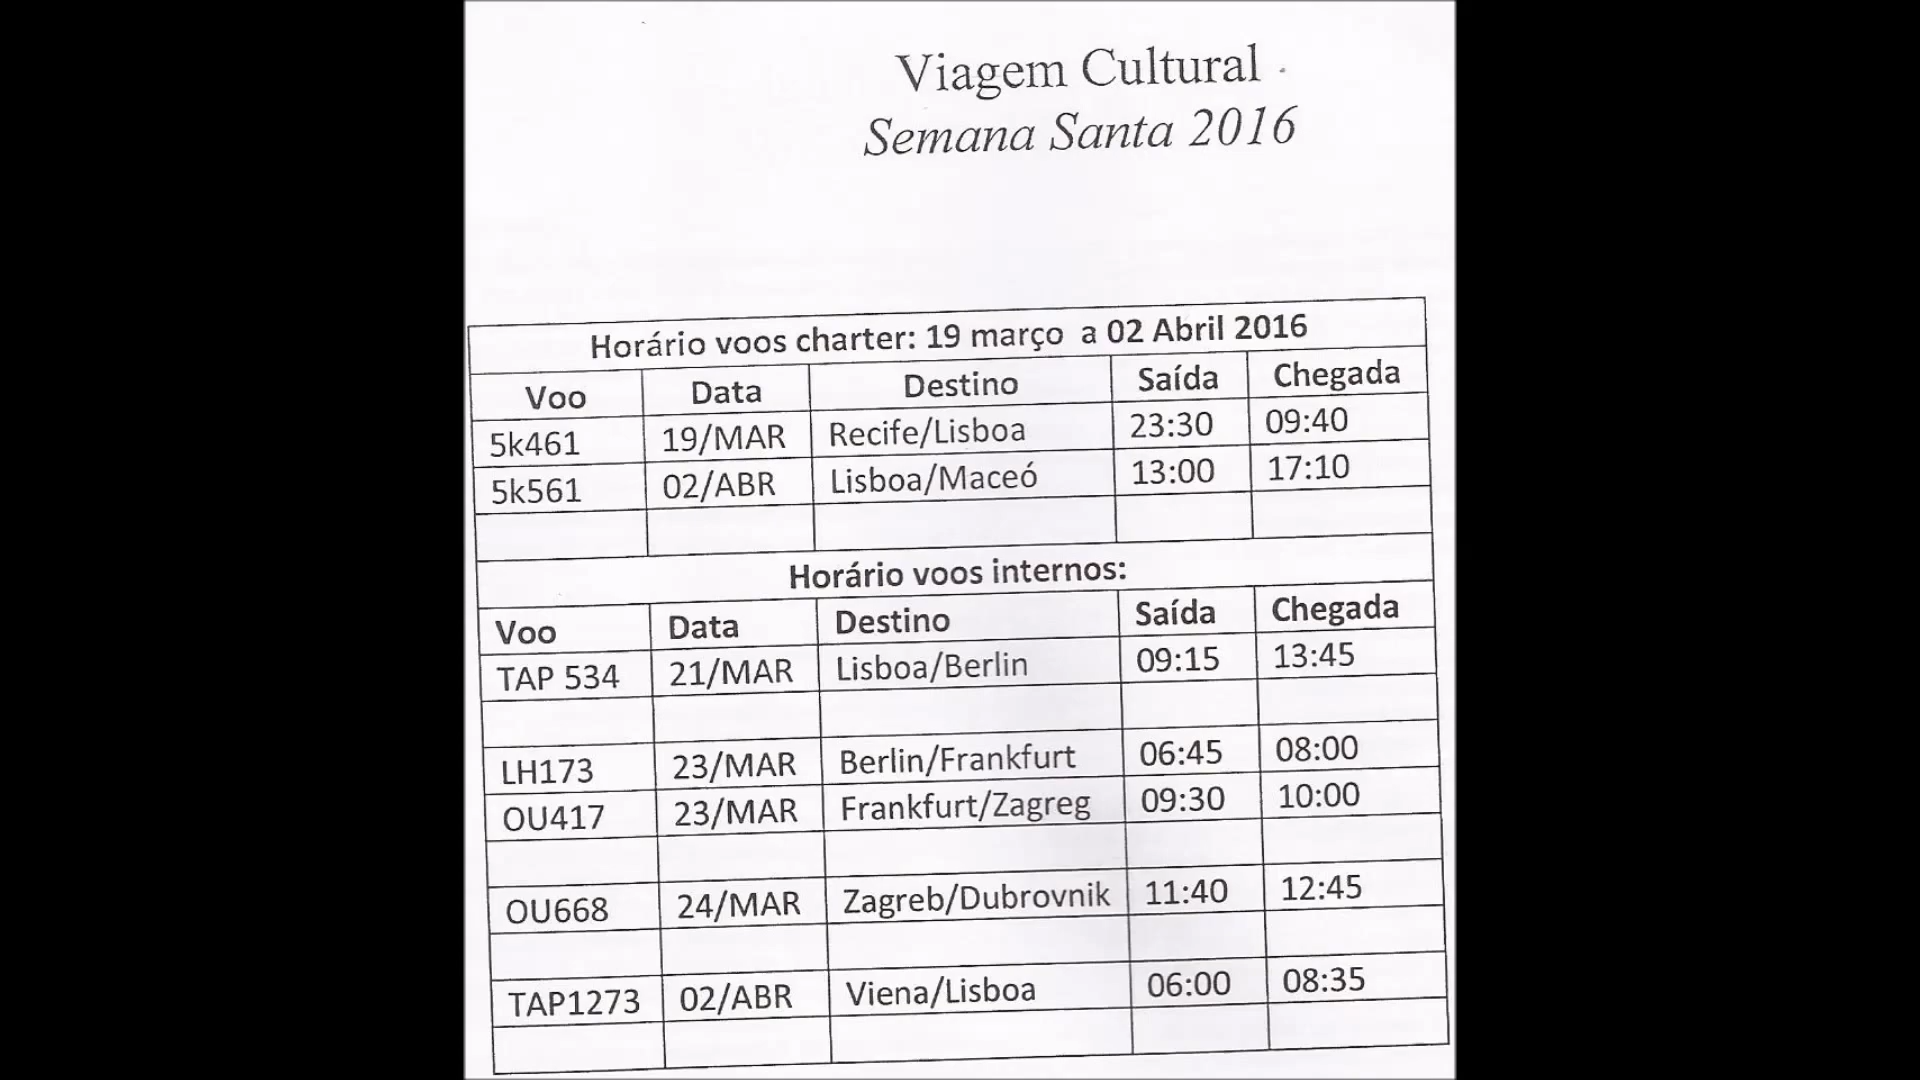 Viagem Cultural
Semana Santa 2016
Horário voos charter: 19 março a 02 Abril 2016
Voo Data Destino Saída Chegada
5k461 19/MAR Recife/Lisboa 23:30 09:40
5k561 02/ABR Lisboa/Maceó 13:00 17:10
Horário voos internos:
Voo Data Destino Saída Chegada
TAP 534 21/MAR Lisboa/Berlin 09:15 13:45
LH173 23/MAR Berlin/Frankfurt 06:45 08:00
OU417 23/MAR Frankfurt/Zagreg 09:30 10:00
OU668 24/MAR Zagreb/Dubrovnik 11:40 12:45
TAP1273 02/ABR Viena/Lisboa 06:00 08:35